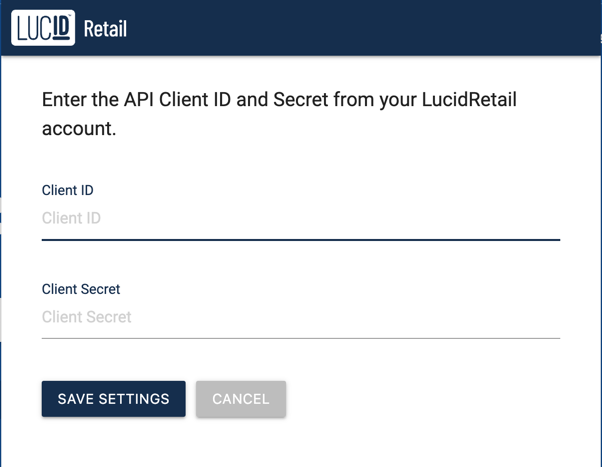 LUCID Retail
Enter the API Client ID and Secret from your LucidRetail
account.
Client ID
Client ID
Client Secret
Client Secret
SAVE SETTINGS CANCEL